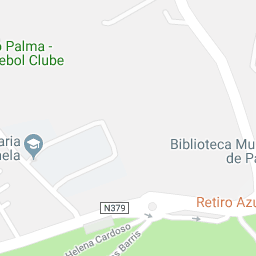 Palma -
ebol Clube
aria
ela
Biblioteca Mu
de Pa
N379
Retiro Azu
Helena Cardoso
s Barris